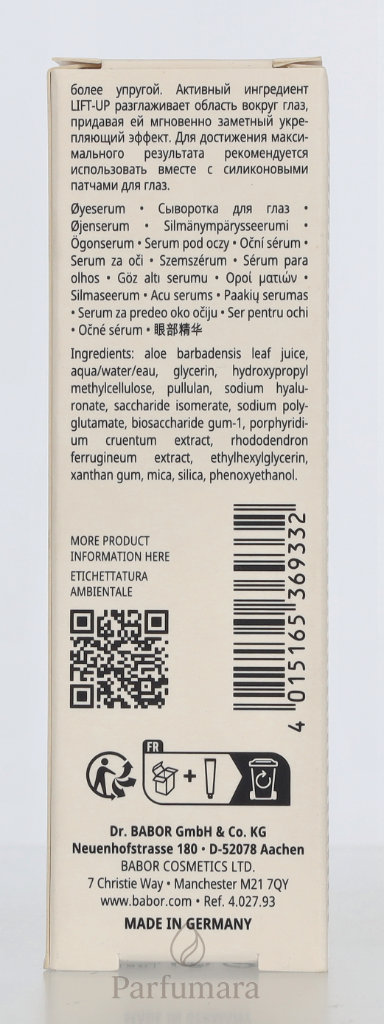 более упругой. Активный ингредиент
LIFT-UP разглаживает область вокруг глаз,
придавая ей мгновенно заметный укре-
пляющий эффект. Для достижения макси-
мального результата рекомендуется
использовать вместе с силиконовыми
патчами для глаз.
Øyeserum • Сыворотка для глаз •
Øjenserum • Silmänympärysseerumi •
Ögonserum • Serum pod oczy • Oční sérum •
Serum za oči • Szemszérum • Sérum para
olhos • Göz altı serumu • Οροί ματιών •
Silmaseerum • Acu serums • Paakių serumas
• Serum za predeo oko očiju • Ser pentru ochi
• Očné sérum • 眼部精华
Ingredients: aloe barbadensis leaf juice,
aqua/water/eau, glycerin, hydroxypropyl
methylcellulose, pullulan, sodium hyalu-
ronate, saccharide isomerate, sodium poly-
glutamate, biosaccharide gum-1, porphyridi-
um cruentum extract, rhododendron
ferrugineum extract, ethylhexylglycerin,
xanthan gum, mica, silica, phenoxyethanol.
MORE PRODUCT
INFORMATION HERE
ETICHETTATURA
AMBIENTALE
4 015165 369332
FR
Dr. BABOR GmbH & Co. KG
Neuenhofstrasse 180 • D-52078 Aachen
BABOR COSMETICS LTD.
7 Christie Way • Manchester M21 7QY
www.babor.com • Ref. 4.027.93
MADE IN GERMANY
Parfumara